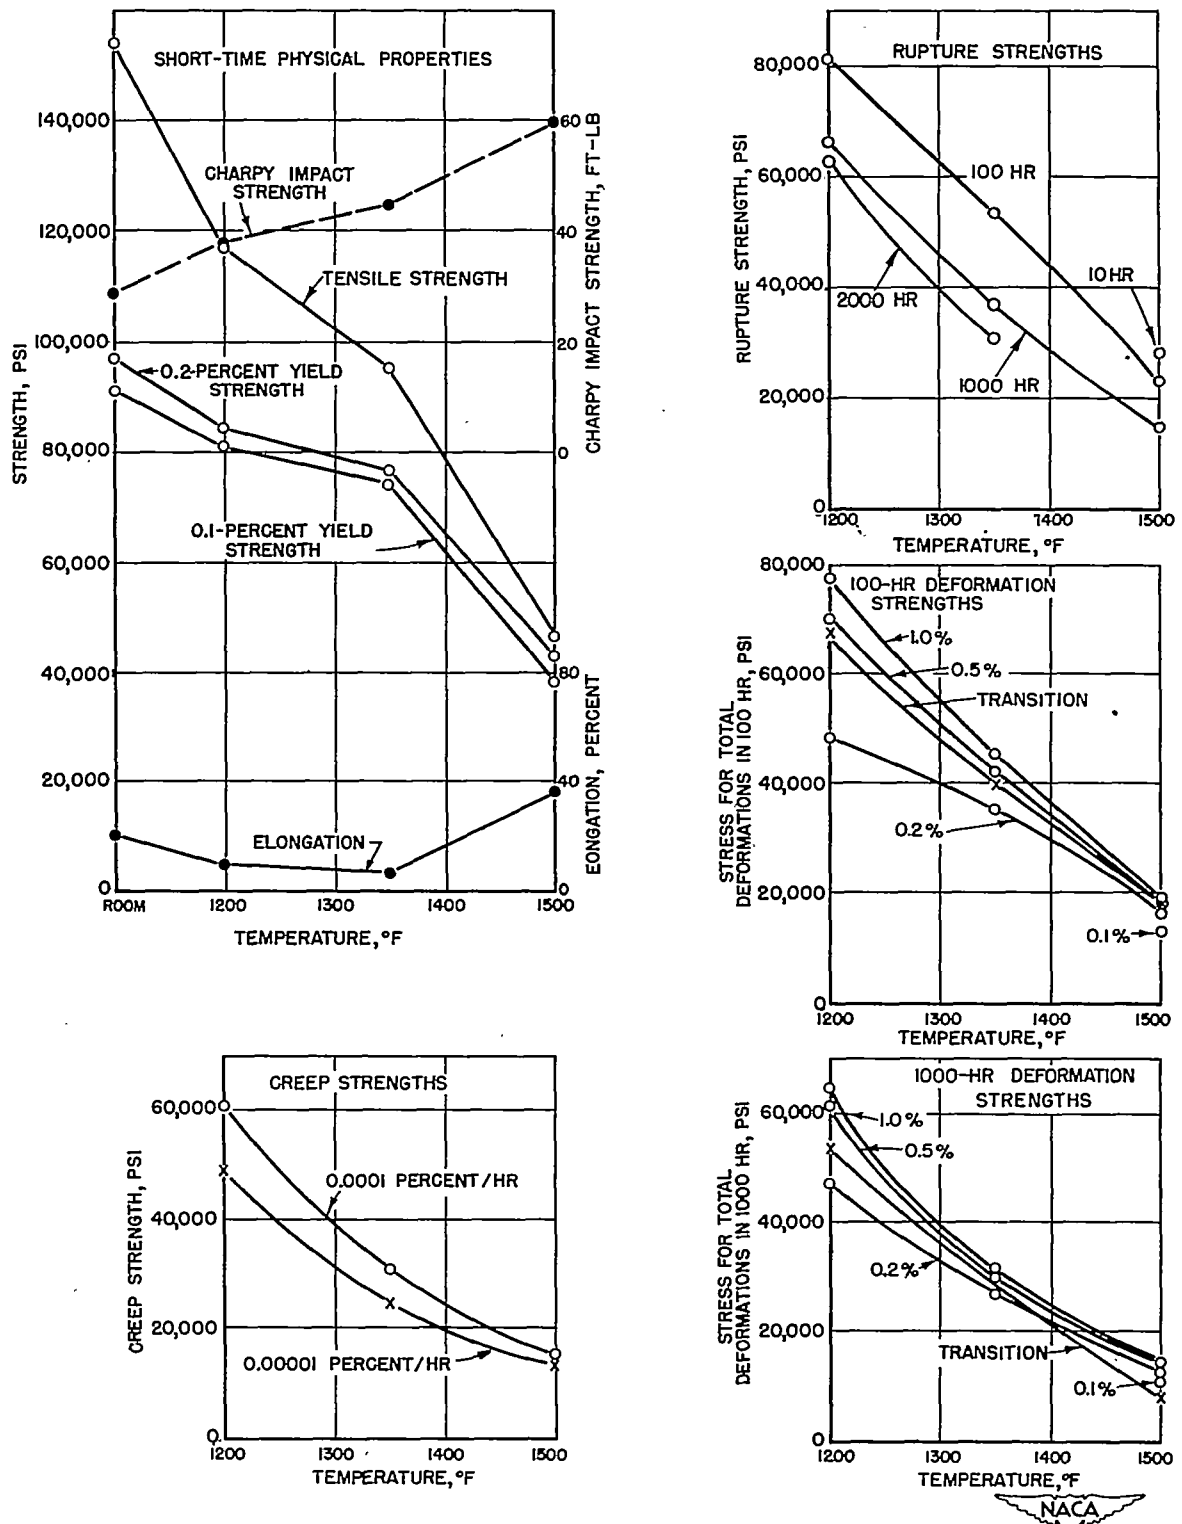 SHORT-TIME PHYSICAL PROPERTIES
140,000
120,000
100,000
80,000
60,000
40,000
20,000
0
STRENGTH, PSI
60
40
20
0
CHARPY IMPACT STRENGTH, FT-LB
80
40
0
EONGATION, PERCENT
CHARPY IMPACT
STRENGTH
TENSILE STRENGTH
0.2-PERCENT YIELD
STRENGTH
0.1-PERCENT YIELD
STRENGTH
ELONGATION
ROOM 1200 1300 1400 1500
TEMPERATURE, °F
RUPTURE STRENGTHS
80,000
60,000
40,000
20,000
0
RUPTURE STRENGTH, PSI
100 HR
10 HR
2000 HR
1000 HR
1200 1300 1400 1500
TEMPERATURE, °F
100-HR DEFORMATION
STRENGTHS
80,000
60,000
40,000
20,000
0
STRESS FOR TOTAL
DEFORMATIONS IN 100 HR, PSI
1.0%
0.5%
TRANSITION
0.2%
0.1%
1200 1300 1400 1500
TEMPERATURE, °F
CREEP STRENGTHS
60,000
40,000
20,000
0
CREEP STRENGTH, PSI
0.0001 PERCENT/HR
0.00001 PERCENT/HR
1200 1300 1400 1500
TEMPERATURE, °F
1000-HR DEFORMATION
STRENGTHS
60,000
40,000
20,000
0
STRESS FOR TOTAL
DEFORMATIONS IN 1000 HR, PSI
1.0%
0.5%
0.2%
TRANSITION
0.1%
1200 1300 1400 1500
TEMPERATURE, °F
NACA